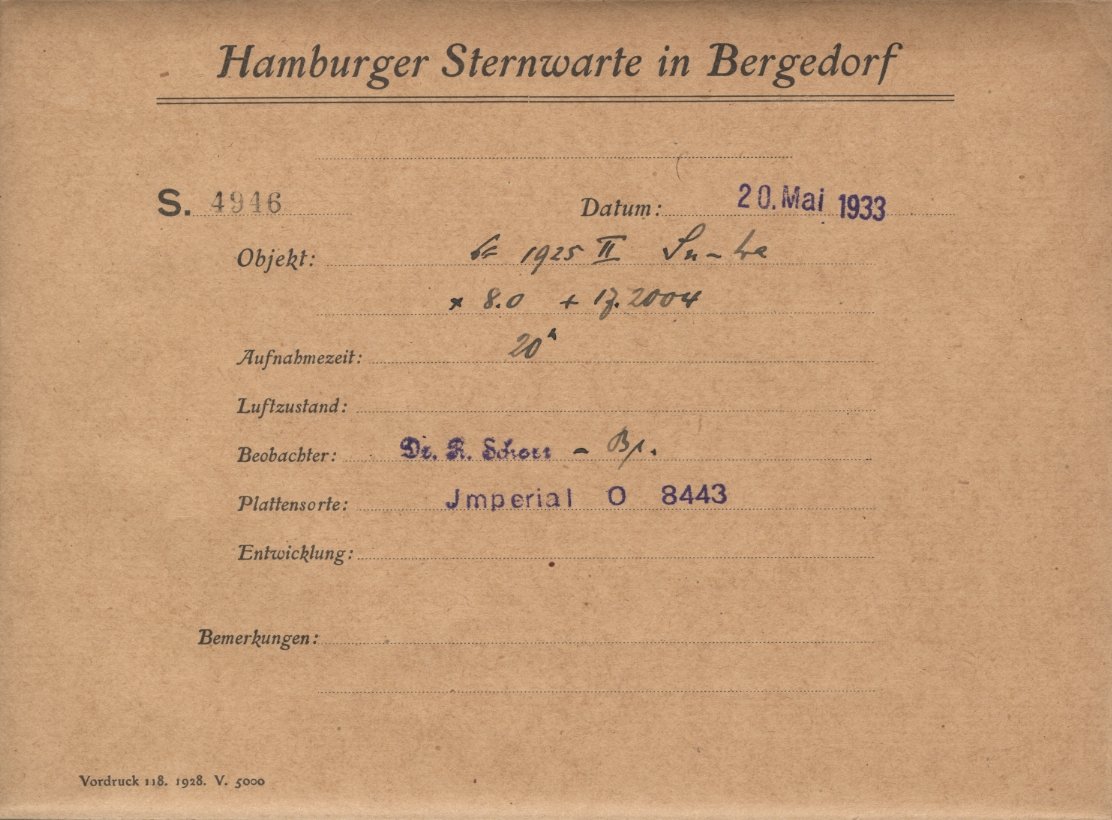 Hamburger Sternwarte in Bergedorf
S. 4946 Datum: 20. Mai 1933
Objekt: 1925 II
* 8.0 + 17.2004
Aufnahmezeit: 20ʰ
Luftzustand:
Beobachter: Dr. R. Schorr –
Plattensorte: Jmperial O 8443
Entwicklung:
Bemerkungen:
Vordruck 118. 1928. V. 5000